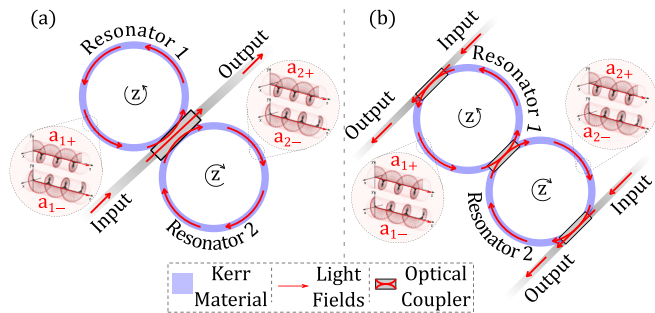 (a)
Resonator 1
Output
z
a1+
a1−
a2+
a2−
z
Input
Resonator 2
(b)
Input
Output
Resonator 1
z
a2+
a2−
a1+
a1−
z
Input
Resonator 2
Output
Kerr
Material
Light
Fields
Optical
Coupler